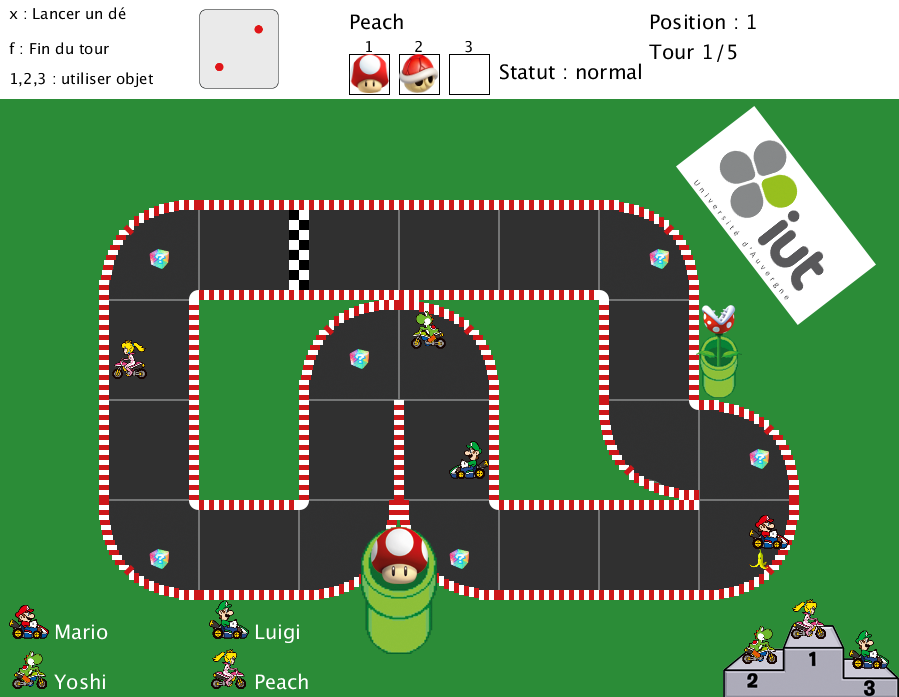 x : Lancer un dé
f : Fin du tour
1,2,3 : utiliser objet
Peach
1 2 3
Statut : normal
Position : 1
Tour 1/5
iut
Université d'Auvergne
Mario
Luigi
Yoshi
Peach
1
2
3